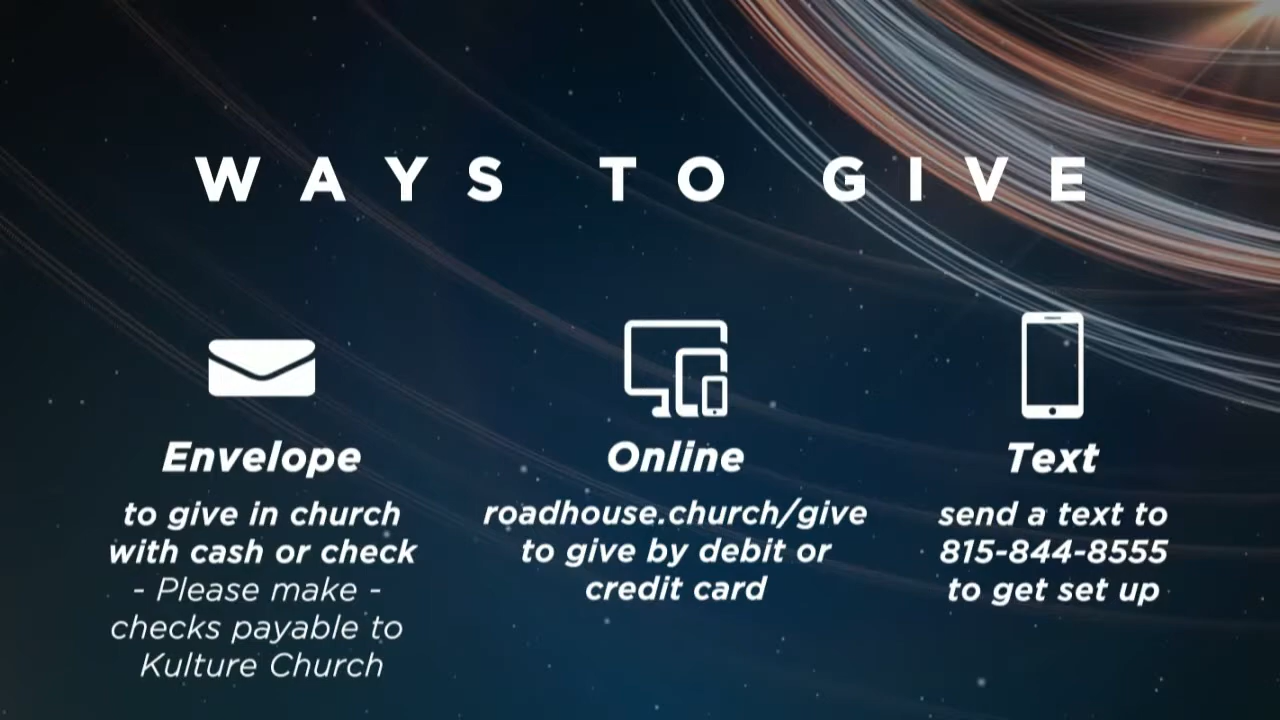 WAYS TO GIVE
Envelope
to give in church
with cash or check
- Please make -
checks payable to
Kulture Church
Online
roadhouse.church/give
to give by debit or
credit card
Text
send a text to
815-844-8555
to get set up